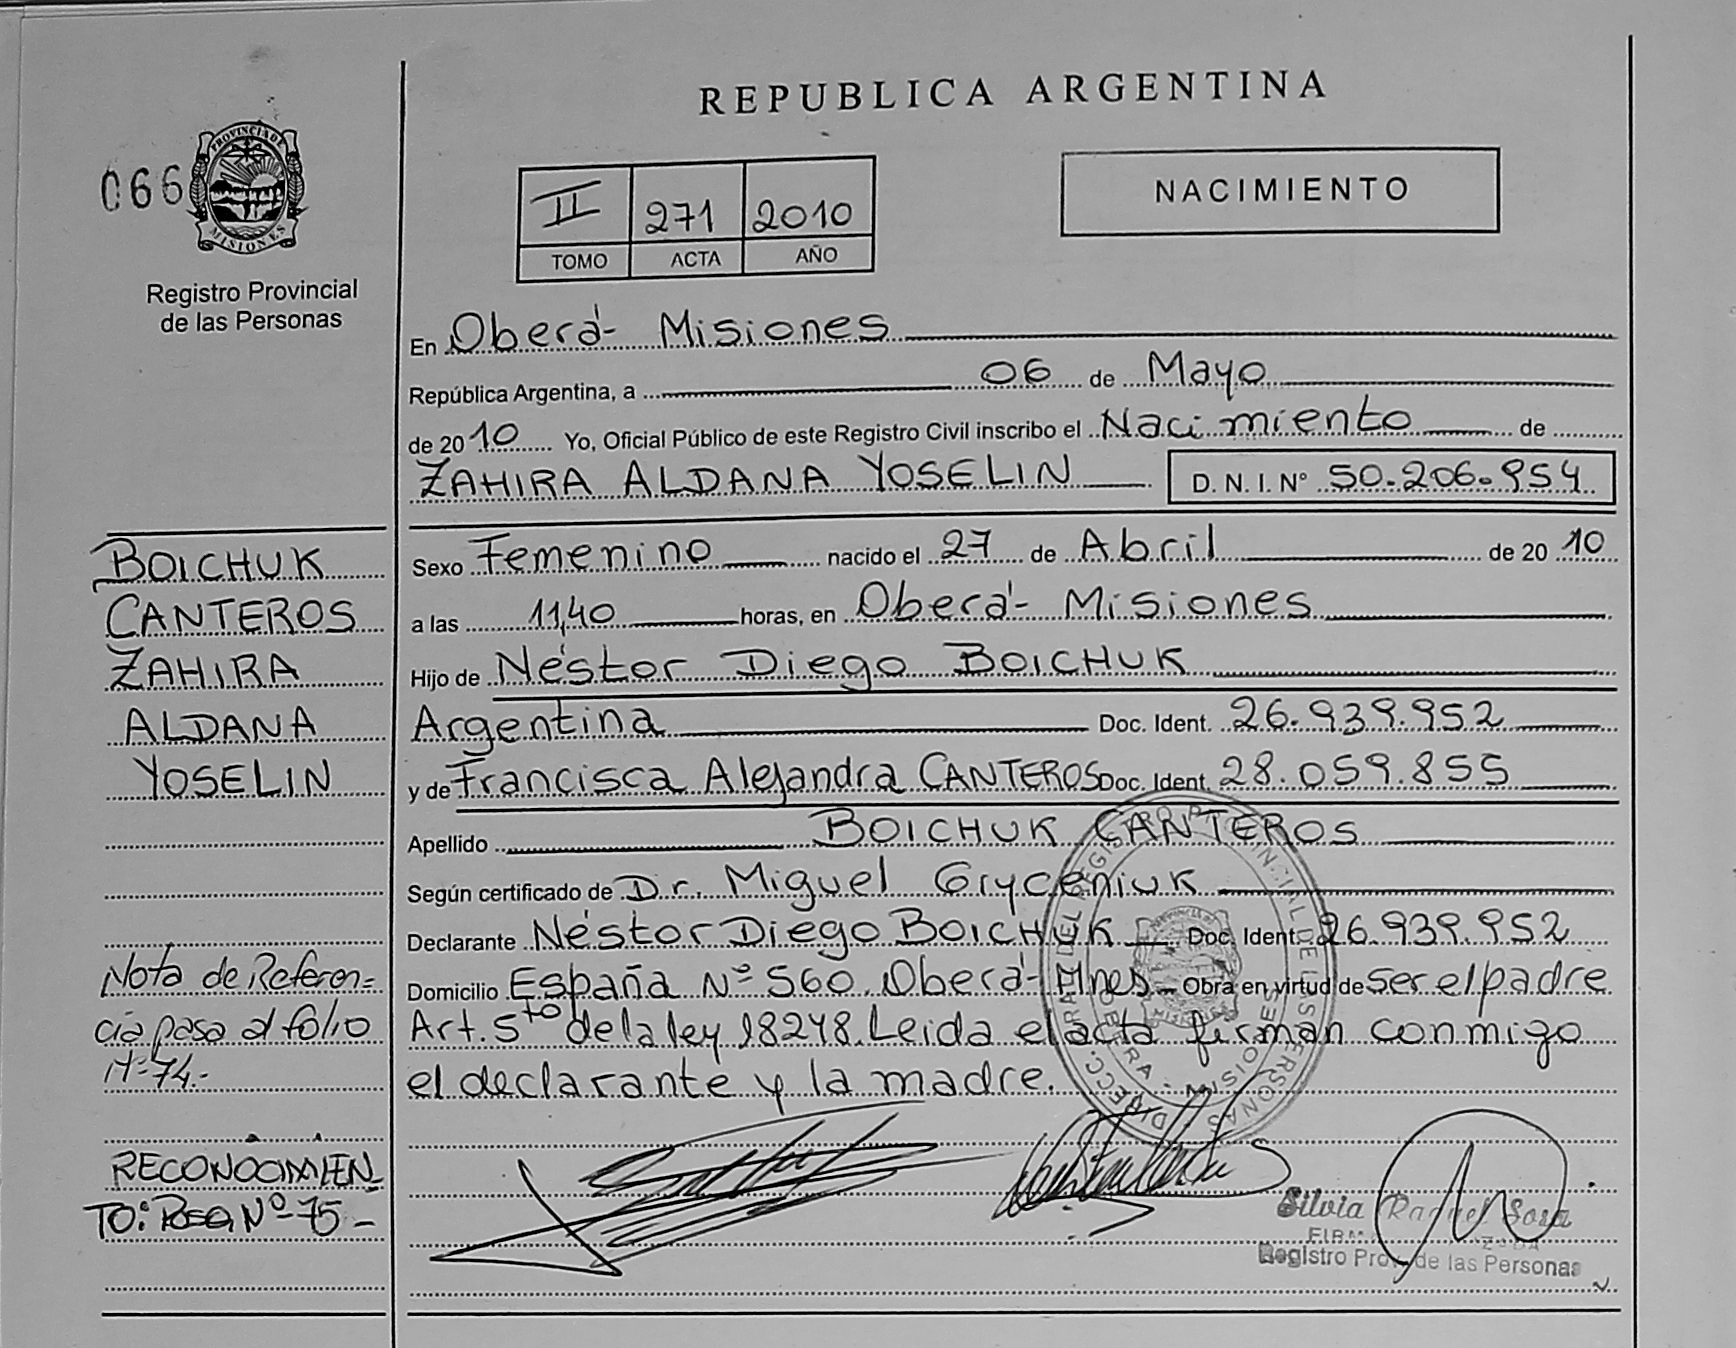 REPUBLICA ARGENTINA
066
PROVINCIA DE
MISIONES
Registro Provincial
de las Personas
II 271 2010
TOMO ACTA AÑO
NACIMIENTO
En Oberá- Misiones
República Argentina, a 06 de Mayo
de 2010 Yo, Oficial Público de este Registro Civil inscribo el Nacimiento de
ZAHIRA ALDANA YOSELIN D.N.I. Nº 50.206.954
Sexo Femenino nacido el 27 de Abril de 2010
a las 11,40 horas, en Oberá- Misiones
Hijo de Néstor Diego BOICHUK
Argentina Doc. Ident. 26.939.952
y de Francisca Alejandra CANTEROS Doc. Ident. 28.059.855
Apellido BOICHUK CANTEROS
Según certificado de Dr. Miguel Gryceniuk
Declarante Néstor Diego BOICHUK Doc. Ident. 26.939.952
Domicilio España Nº 560. Oberá- Mnes Obra en virtud de ser el padre
Art. 5to de la ley 18248. Leida el acta firman conmigo
el declarante y la madre.
BOICHUK
CANTEROS
ZAHIRA
ALDANA
YOSELIN
Nota de Referen=
cia pasa al folio
Nº 74.-
RECONOCIMIEN
TO: Nº 75 -
Silvia Raquel Sosa
Registro Prov. de las Personas